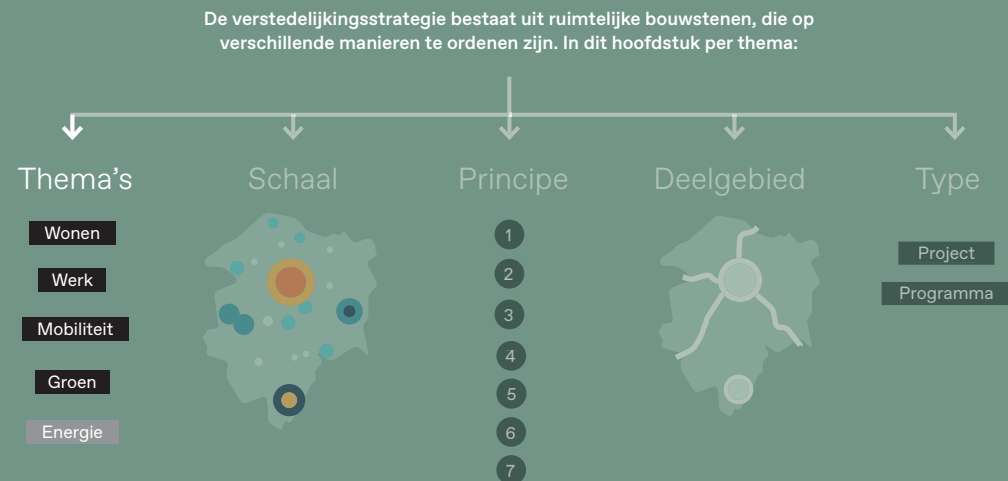 De verstedelijkingsstrategie bestaat uit ruimtelijke bouwstenen, die op
verschillende manieren te ordenen zijn. In dit hoofdstuk per thema:
Thema's
Schaal
Principe
Deelgebied
Type
Wonen
Werk
Mobiliteit
Groen
Energie
1
2
3
4
5
6
7
Project
Programma